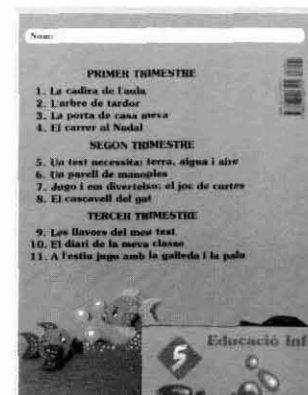 Nom:
PRIMER TRIMESTRE
1. La cadira de l'aula
2. L'arbre de tardor
3. La porta de casa meva
4. El carrer al Nadal
SEGON TRIMESTRE
5. Un test necessita: terra, aigua i aire
6. Un parell de manoples
7. Jugo i em diverteixo: el joc de cartes
8. El cascavell del gat
TERCER TRIMESTRE
9. Les llavors del meu test
10. El diari de la meva classe
11. A l'estiu jugo amb la galleda i la pala
5
Educació Inf